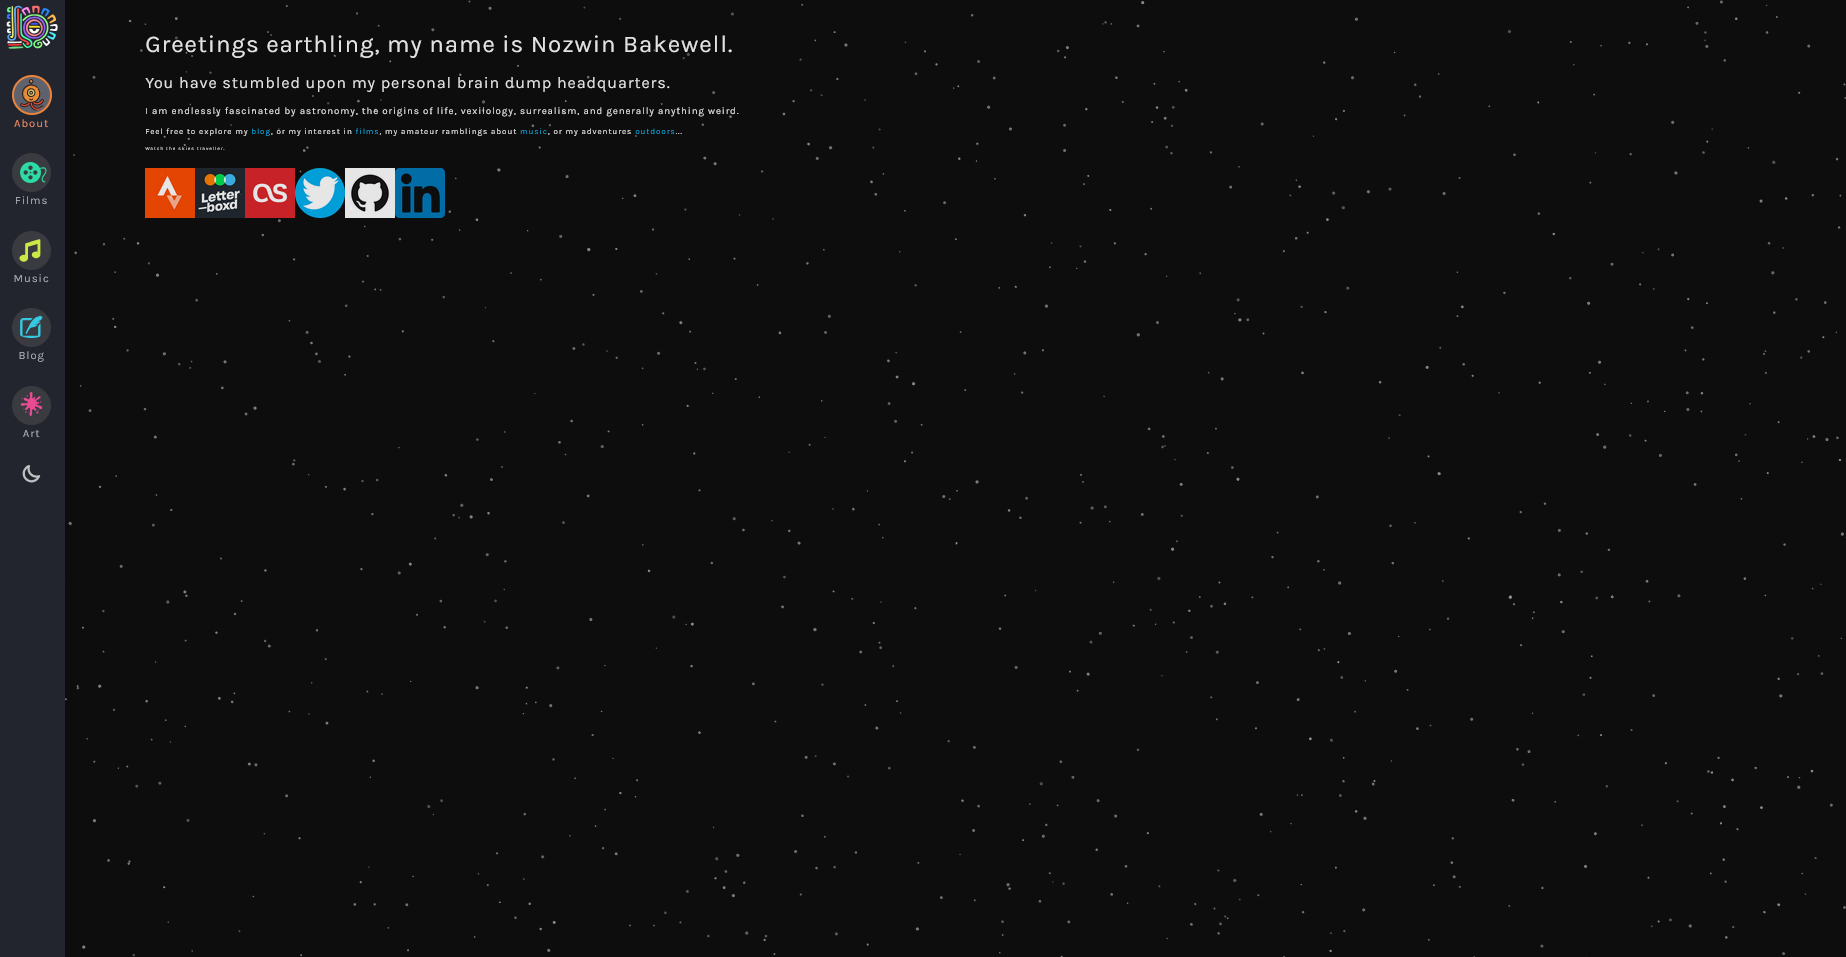 Greetings earthling, my name is Nozwin Bakewell.
You have stumbled upon my personal brain dump headquarters.
I am endlessly fascinated by astronomy, the origins of life, vexilology, surrealism, and generally anything weird.
Feel free to explore my blog, or my interest in films, my amateur ramblings about music, or my adventures outdoors...
Watch the skies traveller.
Letter
boxd
in
About
Films
Music
Blog
Art